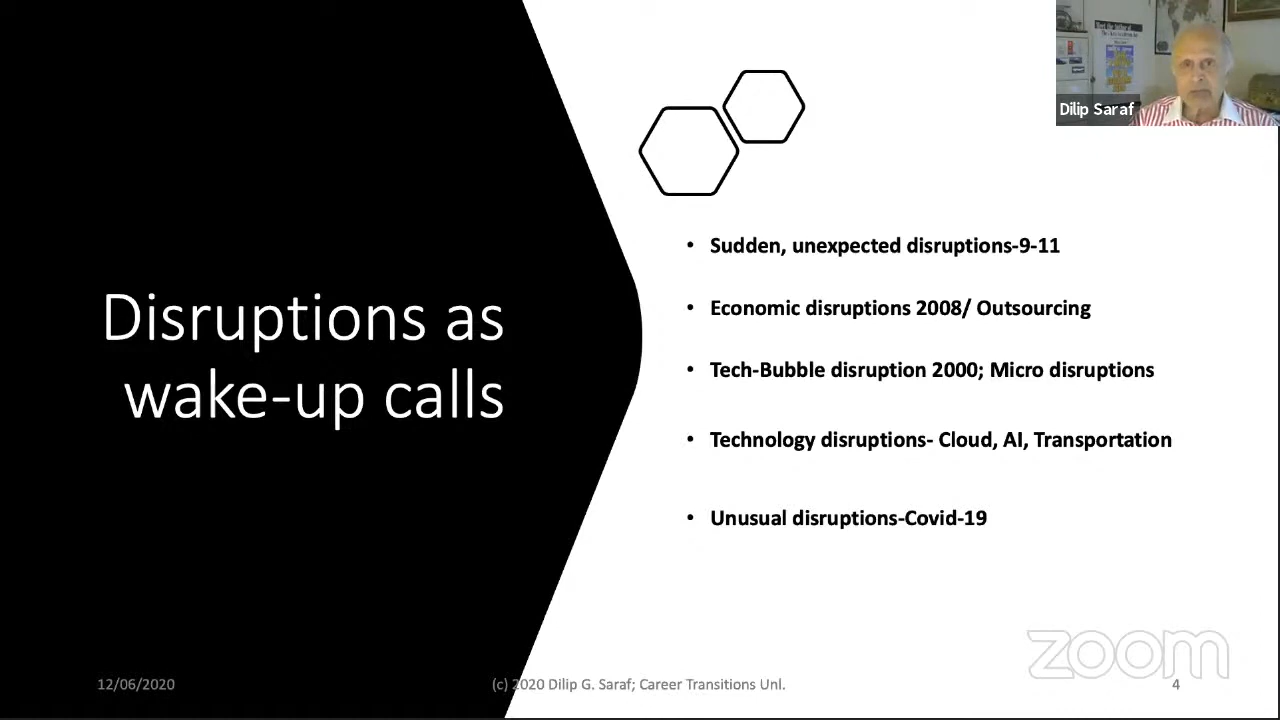 Dilip Saraf
Disruptions as
wake-up calls
• Sudden, unexpected disruptions-9-11
• Economic disruptions 2008/ Outsourcing
• Tech-Bubble disruption 2000; Micro disruptions
• Technology disruptions- Cloud, AI, Transportation
• Unusual disruptions-Covid-19
zoom
12/06/2020
(c) 2020 Dilip G. Saraf; Career Transitions Unl.
4